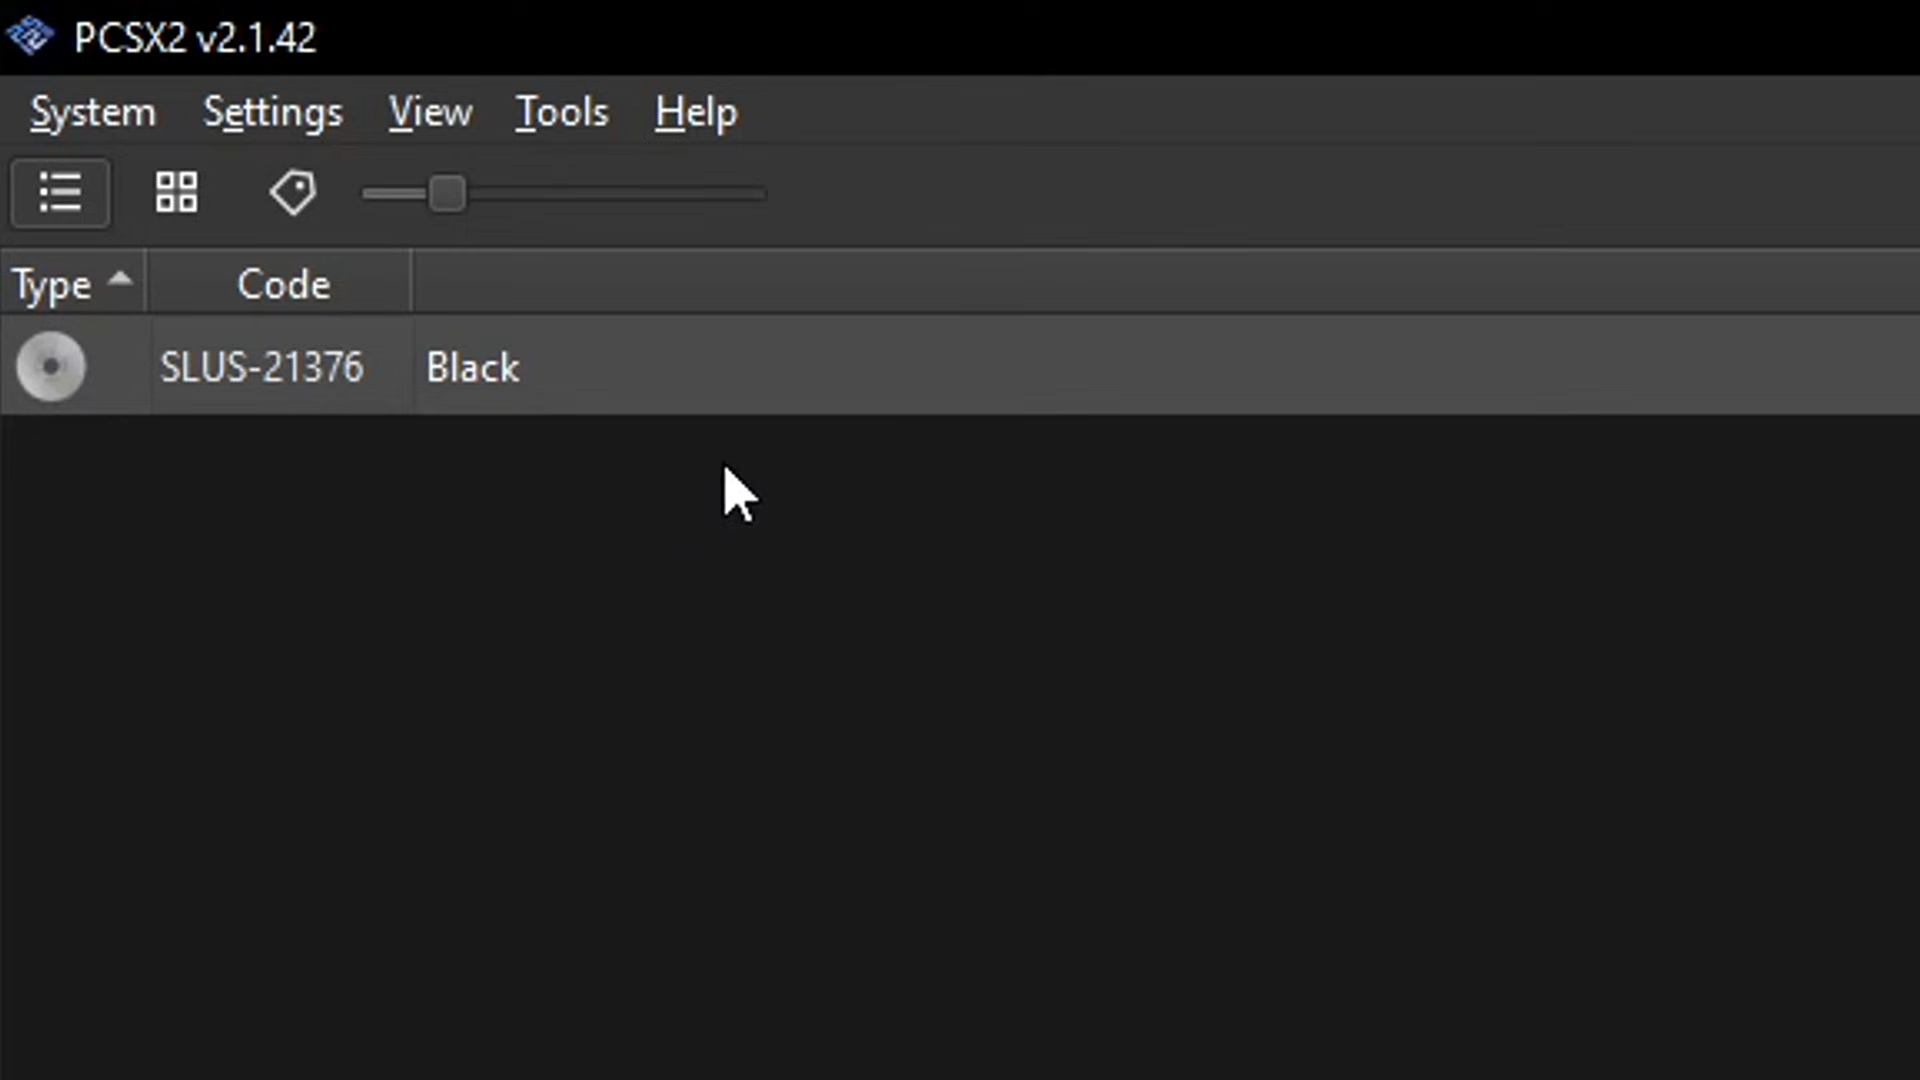 PCSX2 v2.1.42
System Settings View Tools Help
Type Code
SLUS-21376 Black